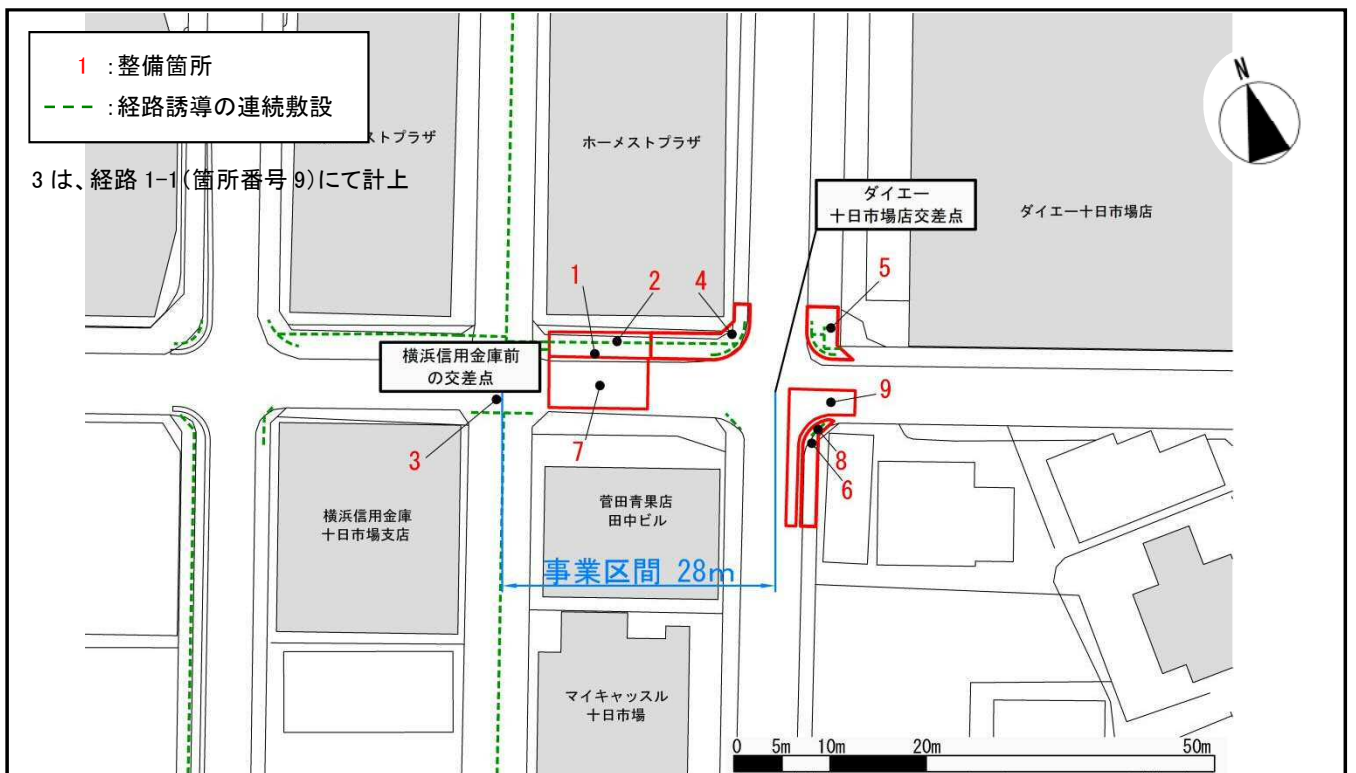 1 :整備箇所
:経路誘導の連続敷設
3は、経路1-1(箇所番号9)にて計上
ストプラザ
ホーメストプラザ
N
ダイエー
十日市場店交差点
ダイエー十日市場店
1
2
4
5
横浜信用金庫前
の交差点
3
7
9
8
6
横浜信用金庫
十日市場支店
菅田青果店
田中ビル
事業区間 28m
マイキャッスル
十日市場
0 5m 10m 20m 50m